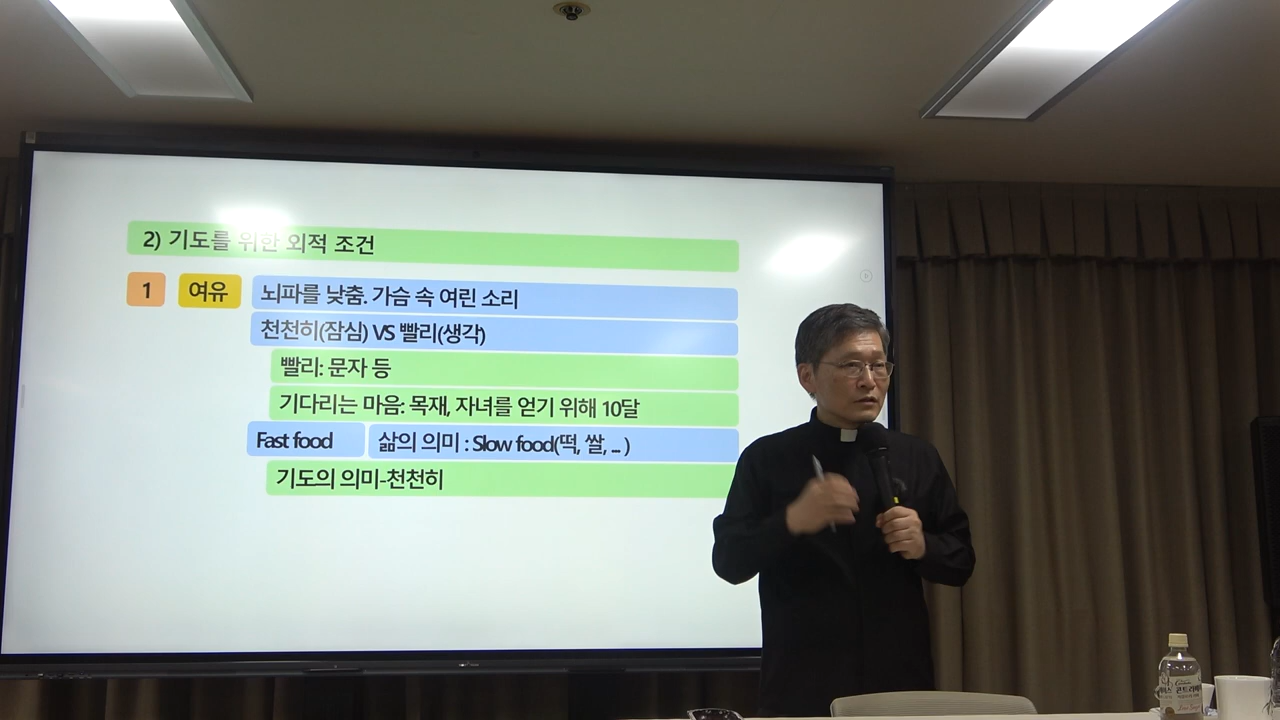 2) 기도를 위한 외적 조건
1 여유 뇌파를 낮춤. 가슴 속 여린 소리
천천히(잠심) VS 빨리(생각)
빨리: 문자 등
기다리는 마음: 목재, 자녀를 얻기 위해 10달
Fast food 삶의 의미 : Slow food(떡, 쌀, ... )
기도의 의미-천천히